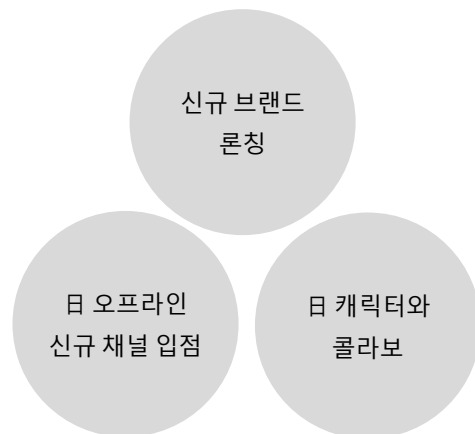 신규 브랜드
론칭
日 오프라인
신규 채널 입점
日 캐릭터와
콜라보